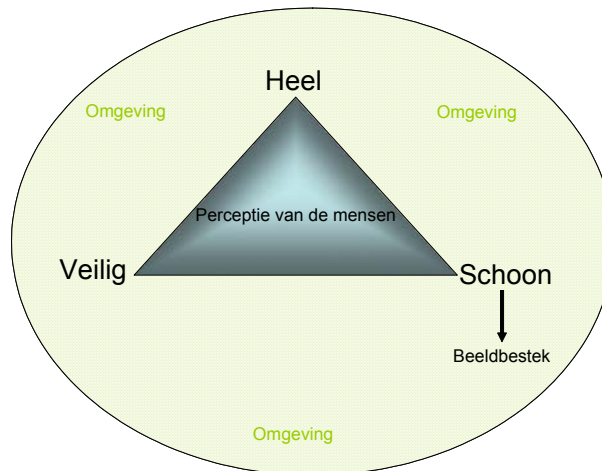 Heel
Omgeving
Omgeving
Perceptie van de mensen
Veilig
Schoon
Beeldbestek
Omgeving